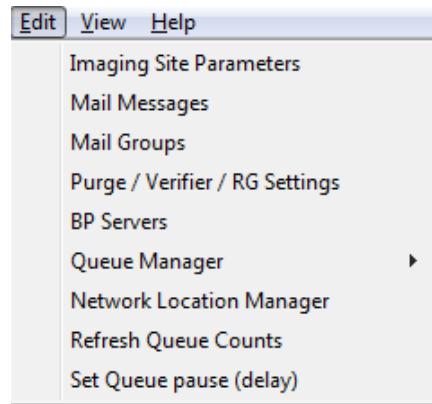 Edit View Help
Imaging Site Parameters
Mail Messages
Mail Groups
Purge / Verifier / RG Settings
BP Servers
Queue Manager
Network Location Manager
Refresh Queue Counts
Set Queue pause (delay)